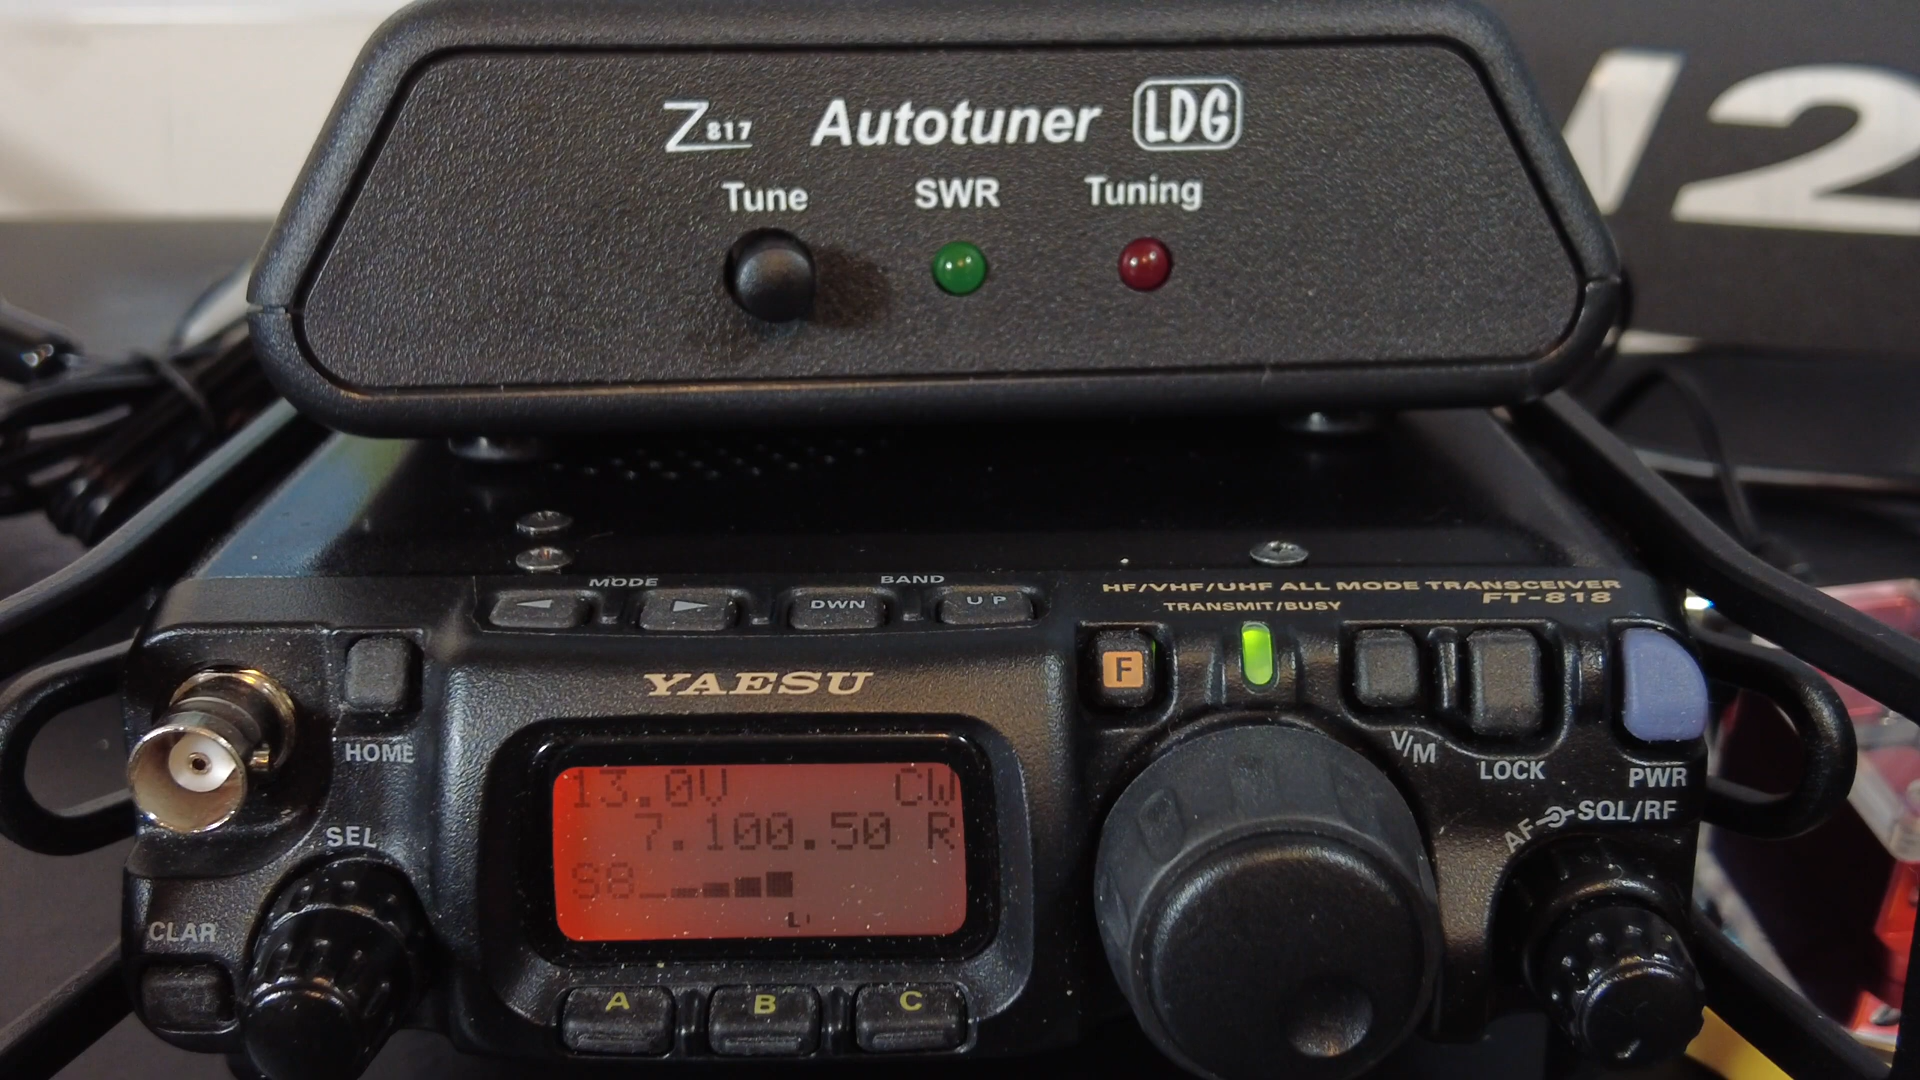 Z817 Autotuner LDG
Tune SWR Tuning
MODE BAND
DWN UP
HF/VHF/UHF ALL MODE TRANSCEIVER
FT-818
TRANSMIT/BUSY
YAESU
F
HOME
V/M
LOCK
PWR
AF SQL/RF
SEL
CLAR
13.0V CW
7.100.50 R
S8
A B C